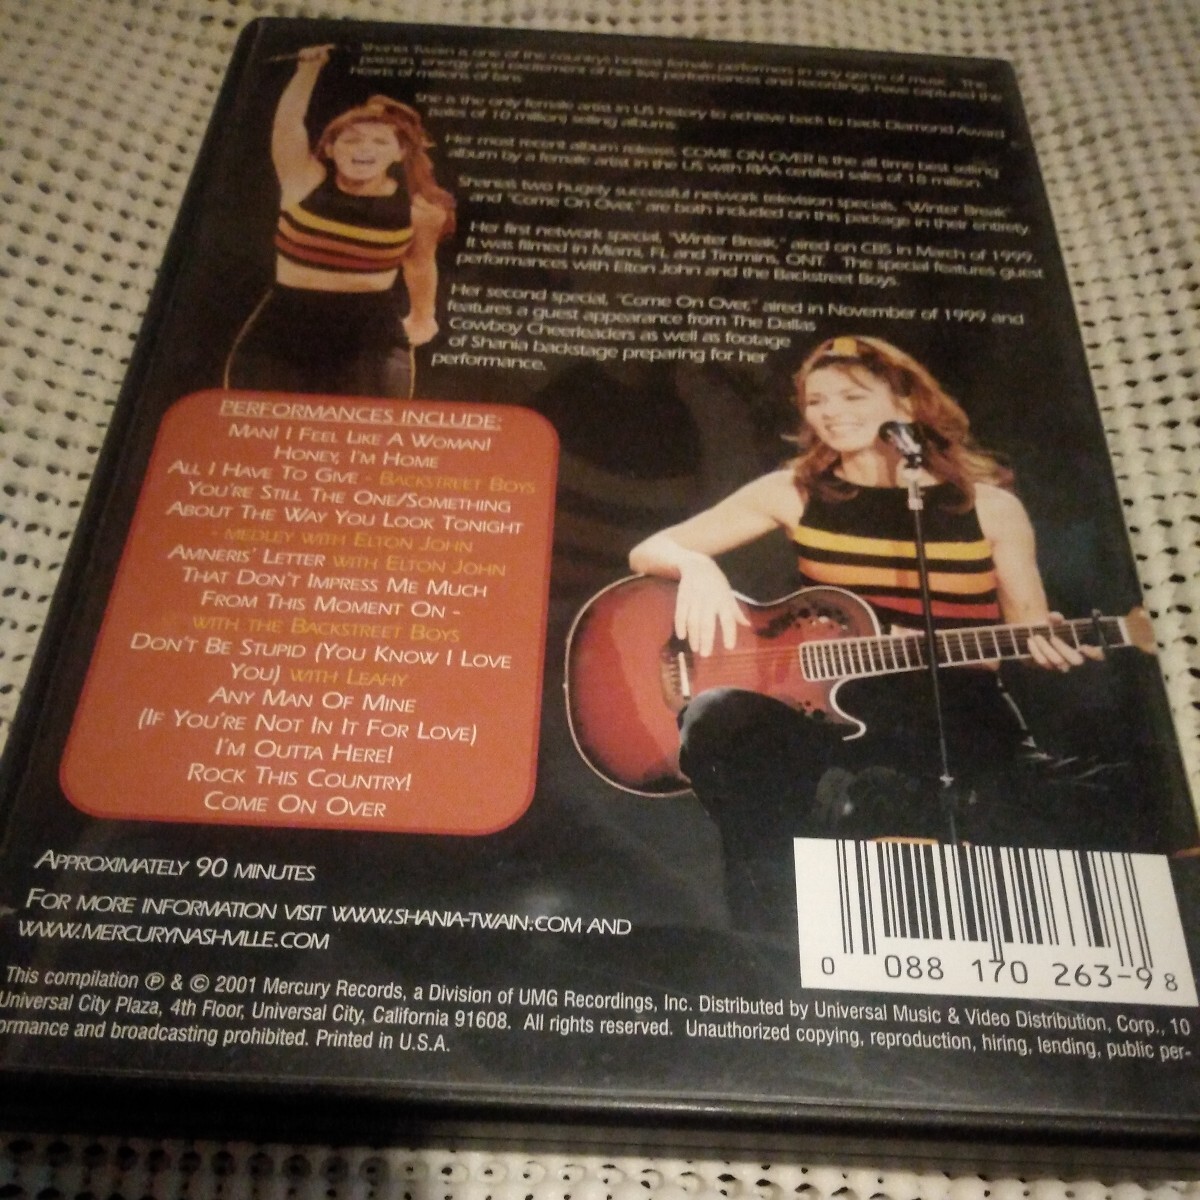 Shania Twain is one of the countrys hottest female performers in any genre of music. The
passion, energy and excitement of her live performances and recordings have captured the
hearts of millions of fans.
She is the only female artist in US history to achieve back to back Diamond Award
(sales of 10 million) selling albums.
Her most recent album release, COME ON OVER is the all time best selling
album by a female artist in the US with RIAA certified sales of 18 million.
Shania's two hugely successful network television specials, "Winter Break"
and "Come On Over," are both included on this package in their entirety.
Her first network special, "Winter Break," aired on CBS in March of 1999.
It was filmed in Miami, FL and Timmins, ONT. The special features guest
performances with Elton John and the Backstreet Boys.
Her second special, "Come On Over," aired in November of 1999 and
features a guest appearance from The Dallas
Cowboy Cheerleaders as well as footage
of Shania backstage preparing for her
performance.
PERFORMANCES INCLUDE:
MAN! I FEEL LIKE A WOMAN!
HONEY, I'M HOME
ALL I HAVE TO GIVE - BACKSTREET BOYS
YOU'RE STILL THE ONE/SOMETHING
ABOUT THE WAY YOU LOOK TONIGHT
- MEDLEY WITH ELTON JOHN
AMNERIS' LETTER WITH ELTON JOHN
THAT DON'T IMPRESS ME MUCH
FROM THIS MOMENT ON -
WITH THE BACKSTREET BOYS
DON'T BE STUPID (YOU KNOW I LOVE
YOU) WITH LEAHY
ANY MAN OF MINE
(IF YOU'RE NOT IN IT FOR LOVE)
I'M OUTTA HERE!
ROCK THIS COUNTRY!
COME ON OVER
APPROXIMATELY 90 MINUTES
FOR MORE INFORMATION VISIT WWW.SHANIA-TWAIN.COM AND
WWW.MERCURYNASHVILLE.COM
0 088 170 263-9 8
This compilation ℗ & © 2001 Mercury Records, a Division of UMG Recordings, Inc. Distributed by Universal Music & Video Distribution, Corp., 10
Universal City Plaza, 4th Floor, Universal City, California 91608. All rights reserved. Unauthorized copying, reproduction, hiring, lending, public per-
ormance and broadcasting prohibited. Printed in U.S.A.